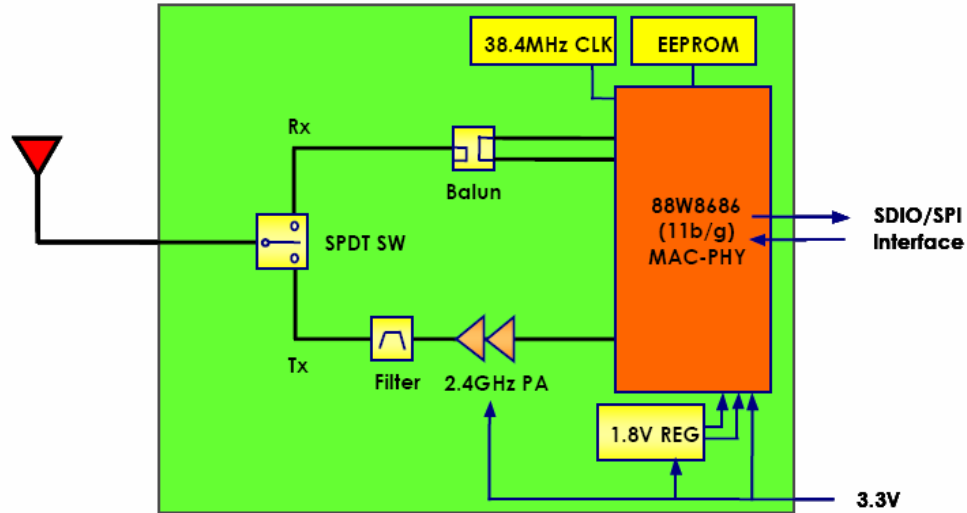 38.4MHz CLK
EEPROM
Rx
Balun
88W8686
(11b/g)
MAC-PHY
SDIO/SPI
Interface
SPDT SW
Tx
Filter
2.4GHz PA
1.8V REG
3.3V